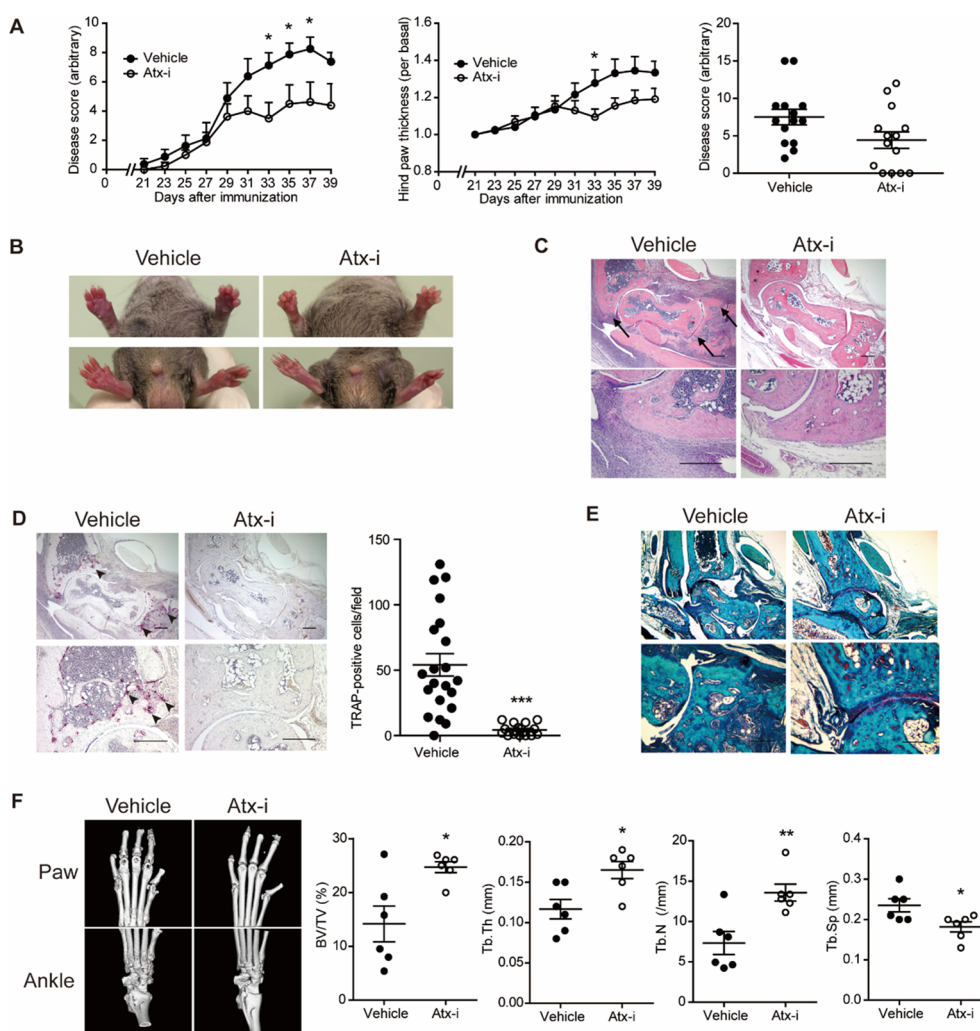 A
Disease score (arbitrary)
10
8
6
4
2
0
Vehicle
Atx-i
* * *
0 21 23 25 27 29 31 33 35 37 39
Days after immunization
Hind paw thickness (per basal)
1.6
1.4
1.2
1.0
Vehicle
Atx-i
*
0 21 23 25 27 29 31 33 35 37 39
Days after immunization
Disease score (arbitrary)
20
15
10
5
0
Vehicle Atx-i
B
Vehicle Atx-i
C
Vehicle Atx-i
D
Vehicle Atx-i
TRAP-positive cells/field
150
100
50
0
***
Vehicle Atx-i
E
Vehicle Atx-i
F
Vehicle Atx-i
Paw
Ankle
BV/TV (%)
30
20
10
0
*
Vehicle Atx-i
Tb.Th (mm)
0.20
0.15
0.10
0.05
0.00
*
Vehicle Atx-i
Tb.N (/mm)
20
15
10
5
0
**
Vehicle Atx-i
Tb.Sp (mm)
0.4
0.3
0.2
0.1
0.0
*
Vehicle Atx-i